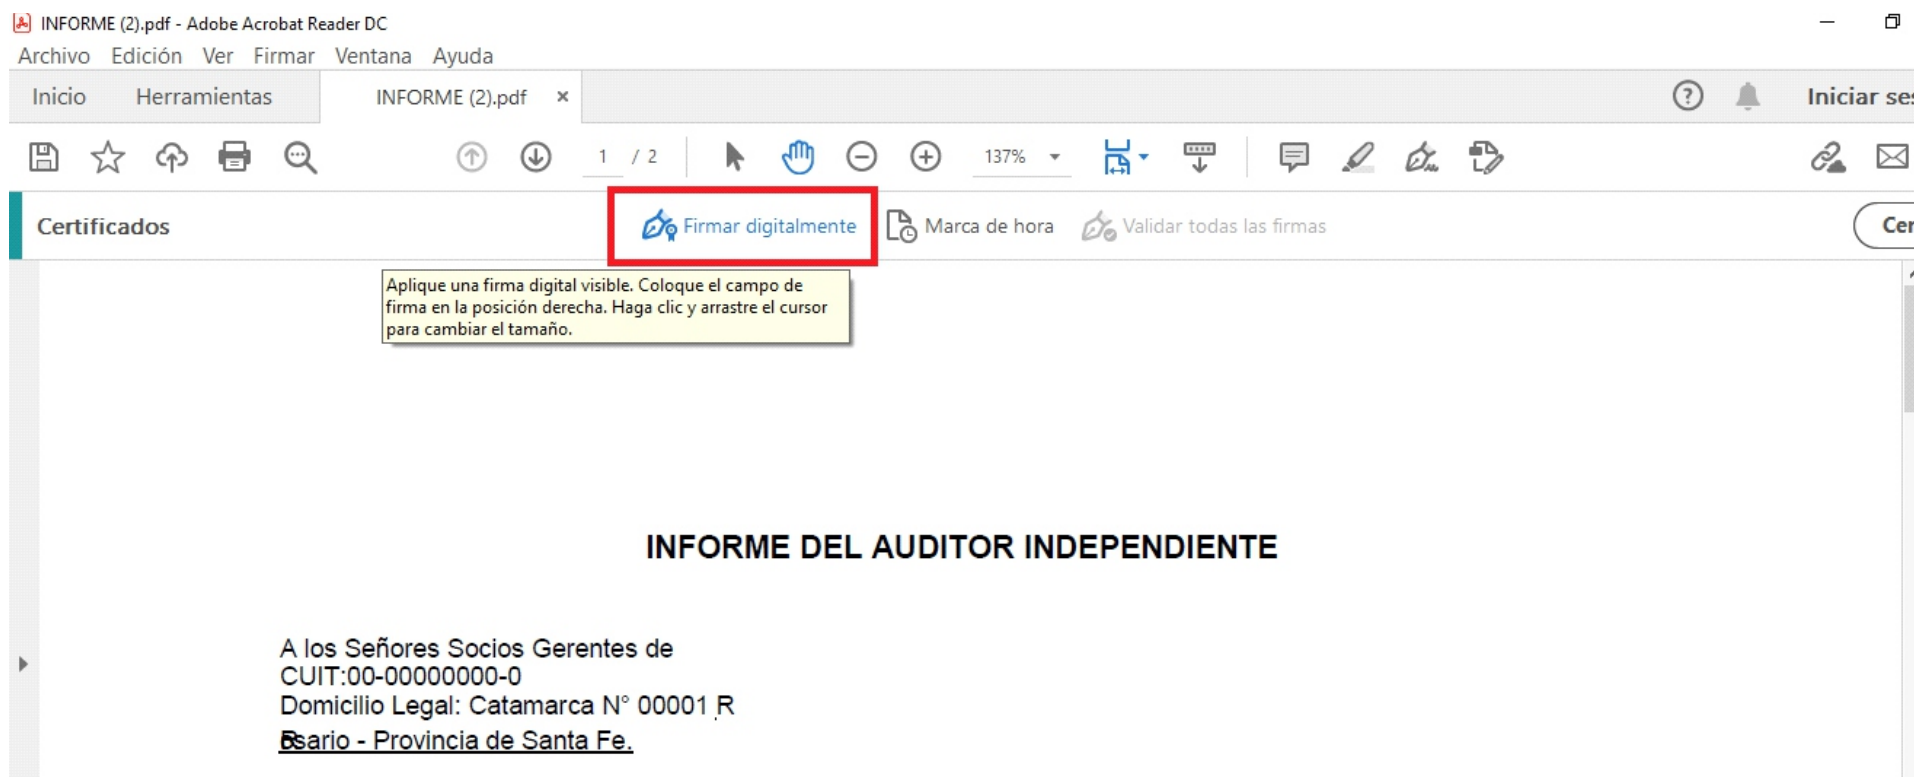 INFORME (2).pdf - Adobe Acrobat Reader DC
Archivo Edición Ver Firmar Ventana Ayuda
Inicio Herramientas INFORME (2).pdf × Iniciar ses
1 / 2 137%
Certificados Firmar digitalmente Marca de hora Validar todas las firmas Cer
Aplique una firma digital visible. Coloque el campo de
firma en la posición derecha. Haga clic y arrastre el cursor
para cambiar el tamaño.
INFORME DEL AUDITOR INDEPENDIENTE
A los Señores Socios Gerentes de
CUIT:00-00000000-0
Domicilio Legal: Catamarca N° 00001 R
osario - Provincia de Santa Fe.